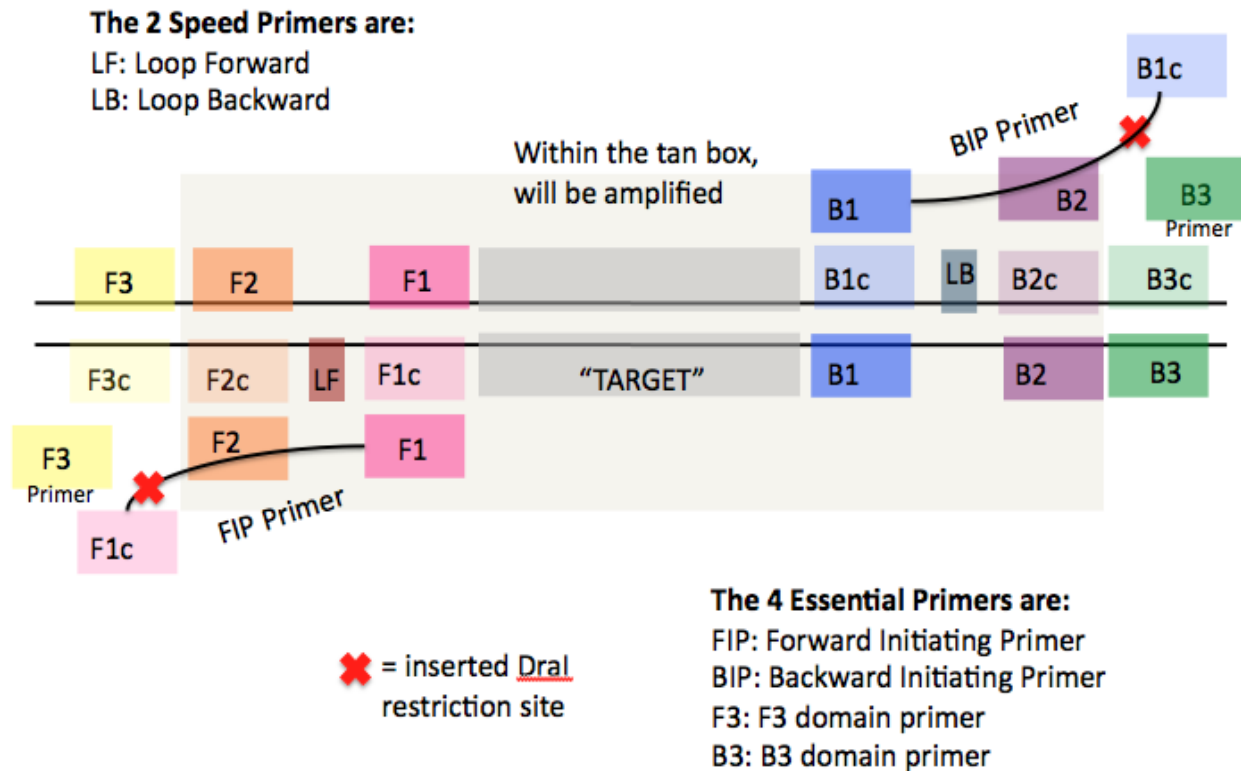 The 2 Speed Primers are:
LF: Loop Forward
LB: Loop Backward
B1c
BIP Primer
Within the tan box,
will be amplified
B1
B2
B3
Primer
F3
F2
F1
B1c
LB
B2c
B3c
F3c
F2c
LF
F1c
“TARGET”
B1
B2
B3
F3
Primer
F2
F1
FIP Primer
F1c
The 4 Essential Primers are:
FIP: Forward Initiating Primer
BIP: Backward Initiating Primer
F3: F3 domain primer
B3: B3 domain primer
= inserted DraI
restriction site